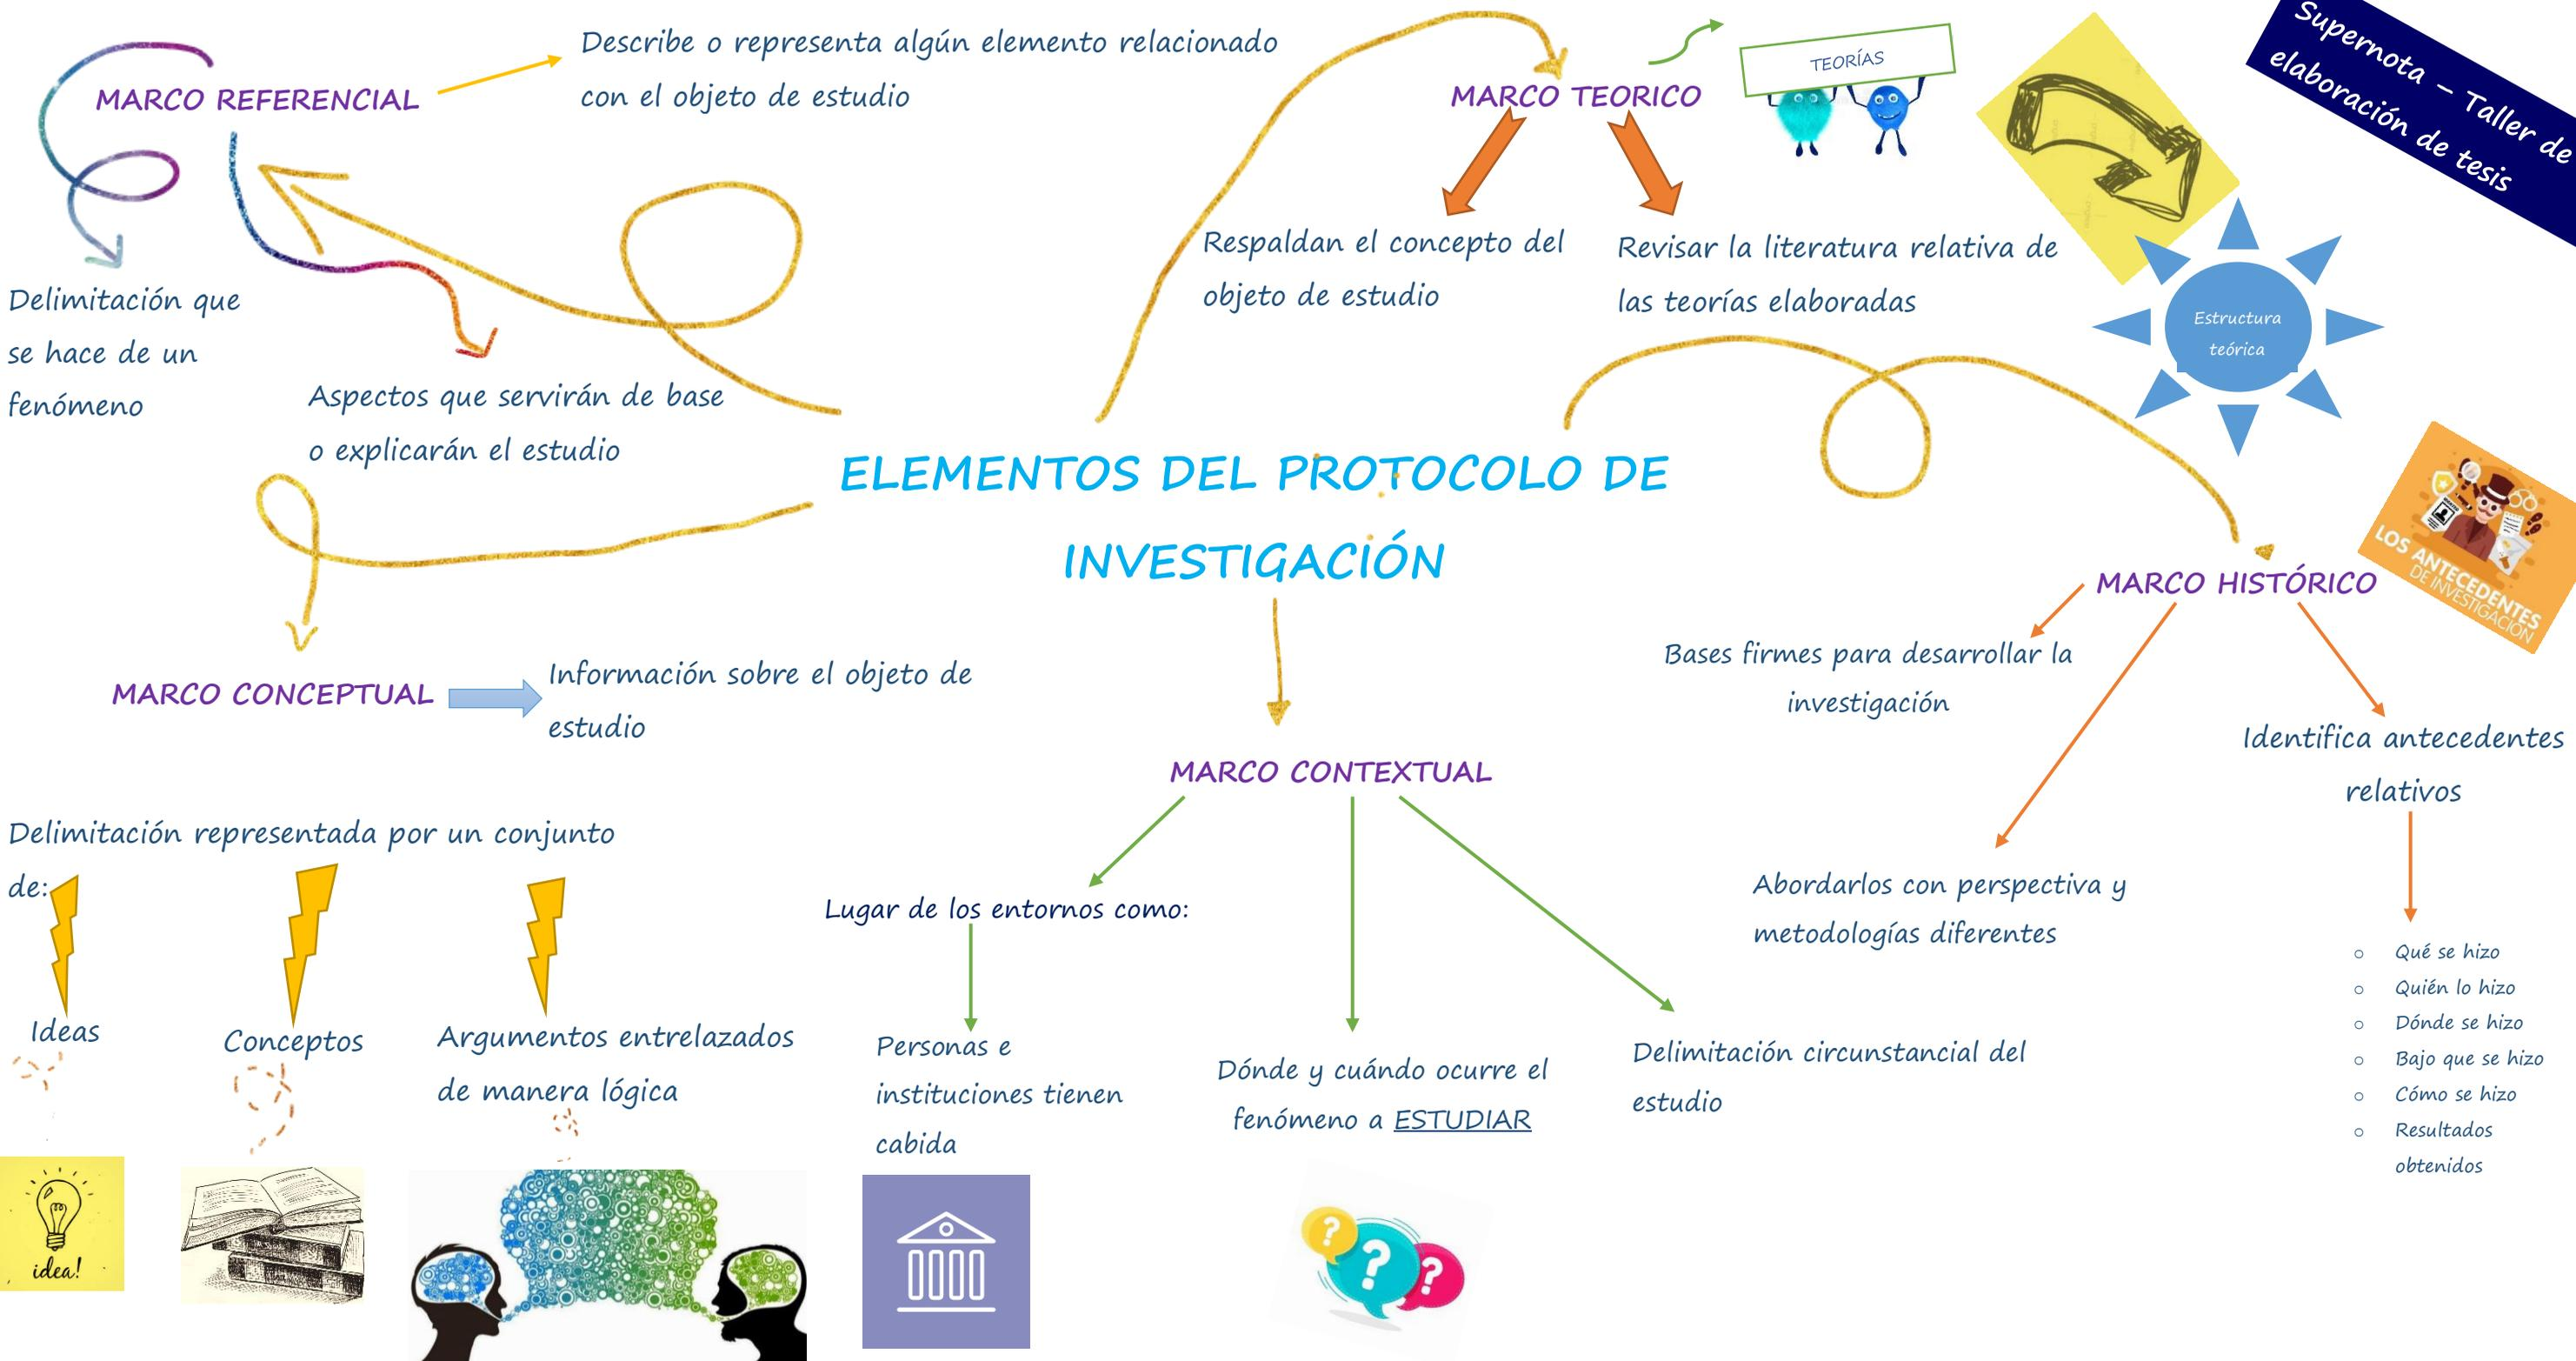 Supernota – Taller de
elaboración de tesis
ELEMENTOS DEL PROTOCOLO DE
INVESTIGACIÓN
MARCO REFERENCIAL
Describe o representa algún elemento relacionado
con el objeto de estudio
Delimitación que
se hace de un
fenómeno
Aspectos que servirán de base
o explicarán el estudio
MARCO TEORICO
TEORÍAS
Respaldan el concepto del
objeto de estudio
Revisar la literatura relativa de
las teorías elaboradas
Estructura
teórica
MARCO HISTÓRICO
LOS ANTECEDENTES
DE INVESTIGACIÓN
Bases firmes para desarrollar la
investigación
Abordarlos con perspectiva y
metodologías diferentes
Identifica antecedentes
relativos
o Qué se hizo
o Quién lo hizo
o Dónde se hizo
o Bajo que se hizo
o Cómo se hizo
o Resultados
obtenidos
MARCO CONCEPTUAL
Información sobre el objeto de
estudio
Delimitación representada por un conjunto
de:
Ideas
Conceptos
Argumentos entrelazados
de manera lógica
idea!
MARCO CONTEXTUAL
Lugar de los entornos como:
Personas e
instituciones tienen
cabida
Dónde y cuándo ocurre el
fenómeno a ESTUDIAR
Delimitación circunstancial del
estudio
? ? ?